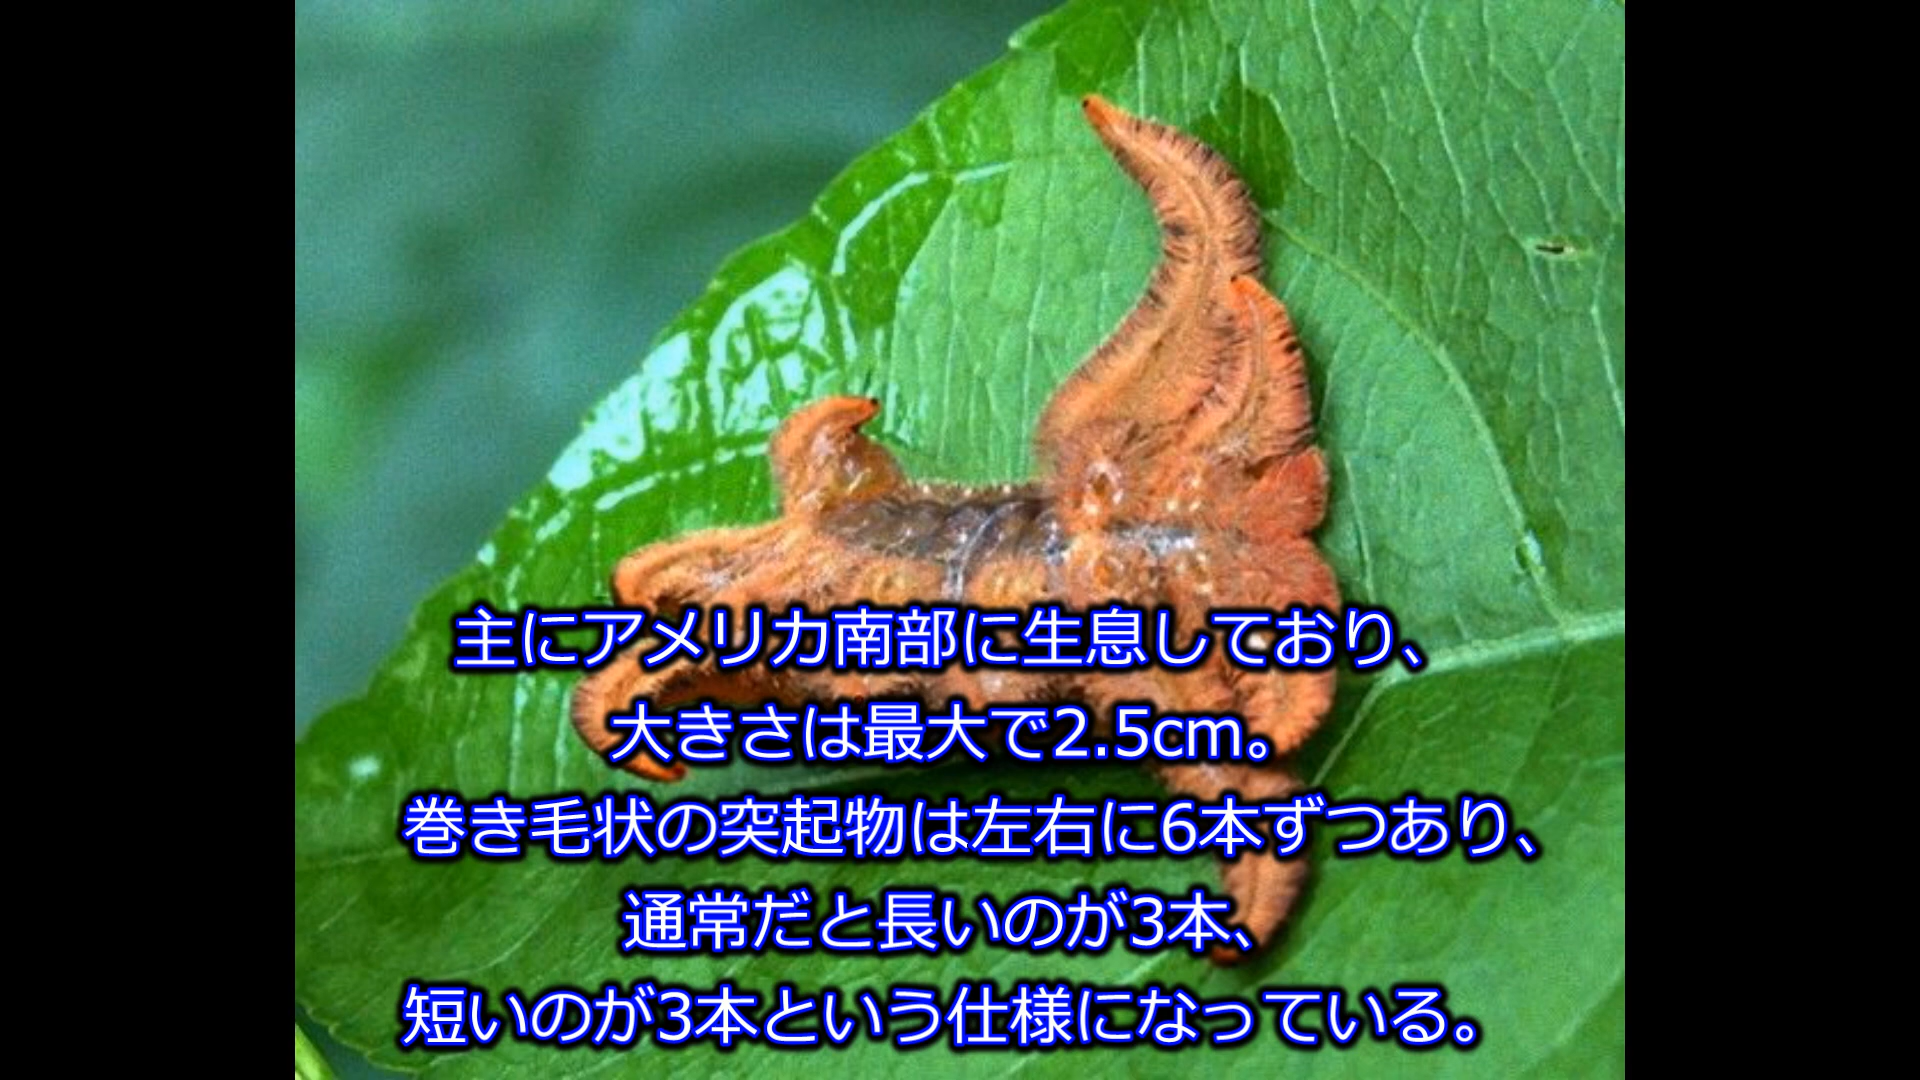 主にアメリカ南部に生息しており、
大きさは最大で2.5cm。
巻き毛状の突起物は左右に6本ずつあり、
通常だと長いのが3本、
短いのが3本という仕様になっている。